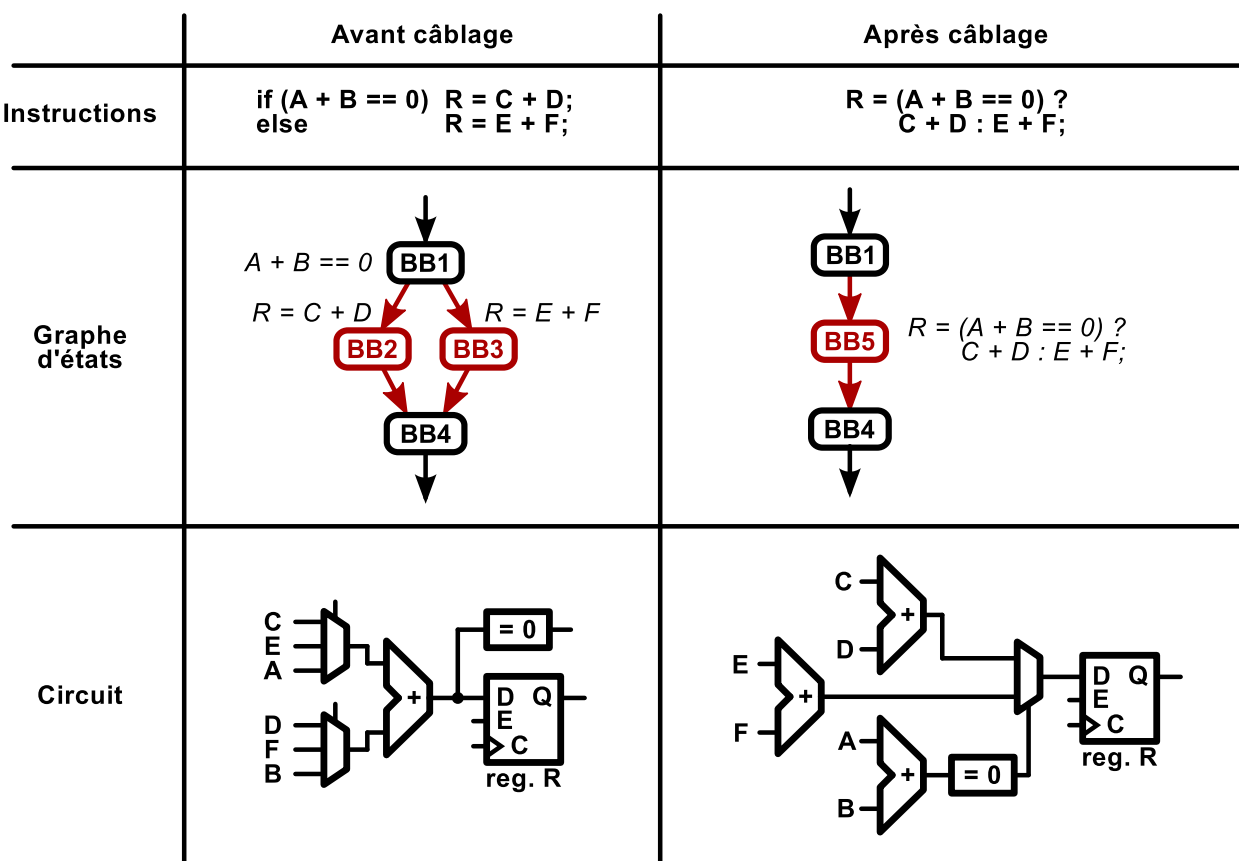 Avant câblage
Après câblage
Instructions
if (A + B == 0) R = C + D;
else R = E + F;
R = (A + B == 0) ?
C + D : E + F;
Graphe
d'états
A + B == 0
BB1
R = C + D
R = E + F
BB2
BB3
BB4
BB1
BB5
R = (A + B == 0) ?
C + D : E + F;
BB4
Circuit
C
E
A
D
F
B
+
= 0
D Q
E
C
reg. R
C
D
+
E
F
+
A
B
+
= 0
D Q
E
C
reg. R